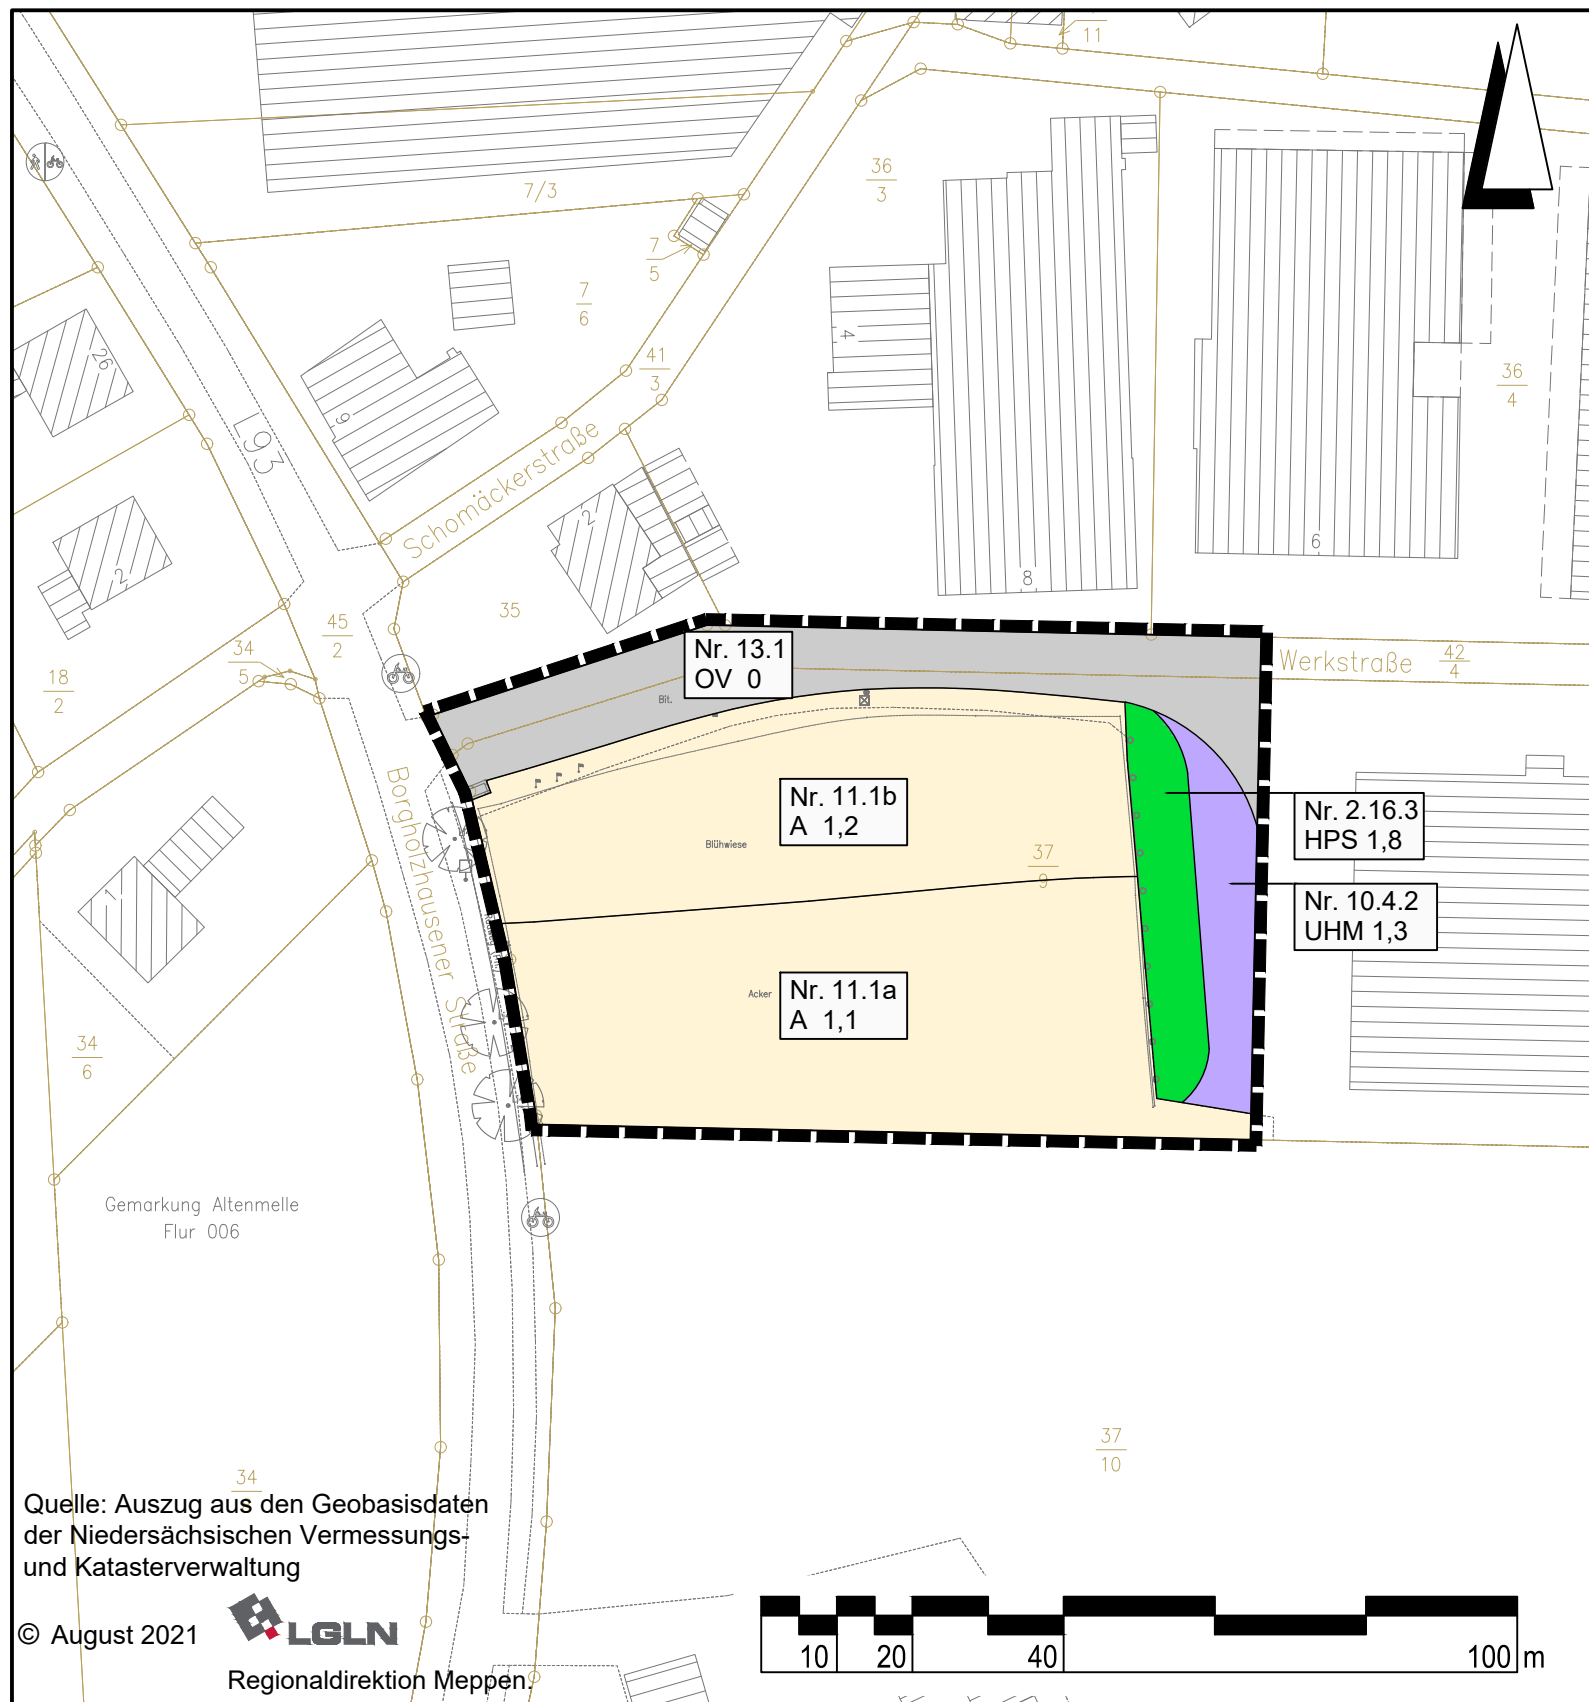 11
36
3
7/3
7
5
7
6
26
9
4
41
3
36
4
L93
Schomäckerstraße
2
2
8
6
35
45
2
34
5
18
2
Nr. 13.1
OV 0
Werkstraße
42
4
Bit.
Borgholzhausener Straße
Nr. 11.1b
A 1,2
Blühwiese
37
9
Nr. 2.16.3
HPS 1,8
Nr. 10.4.2
UHM 1,3
1
Acker
Nr. 11.1a
A 1,1
34
6
Gemarkung Altenmelle
Flur 006
37
10
34
Quelle: Auszug aus den Geobasisdaten
der Niedersächsischen Vermessungs-
und Katasterverwaltung
© August 2021
LGLN
Regionaldirektion Meppen.
10 20 40 100 m